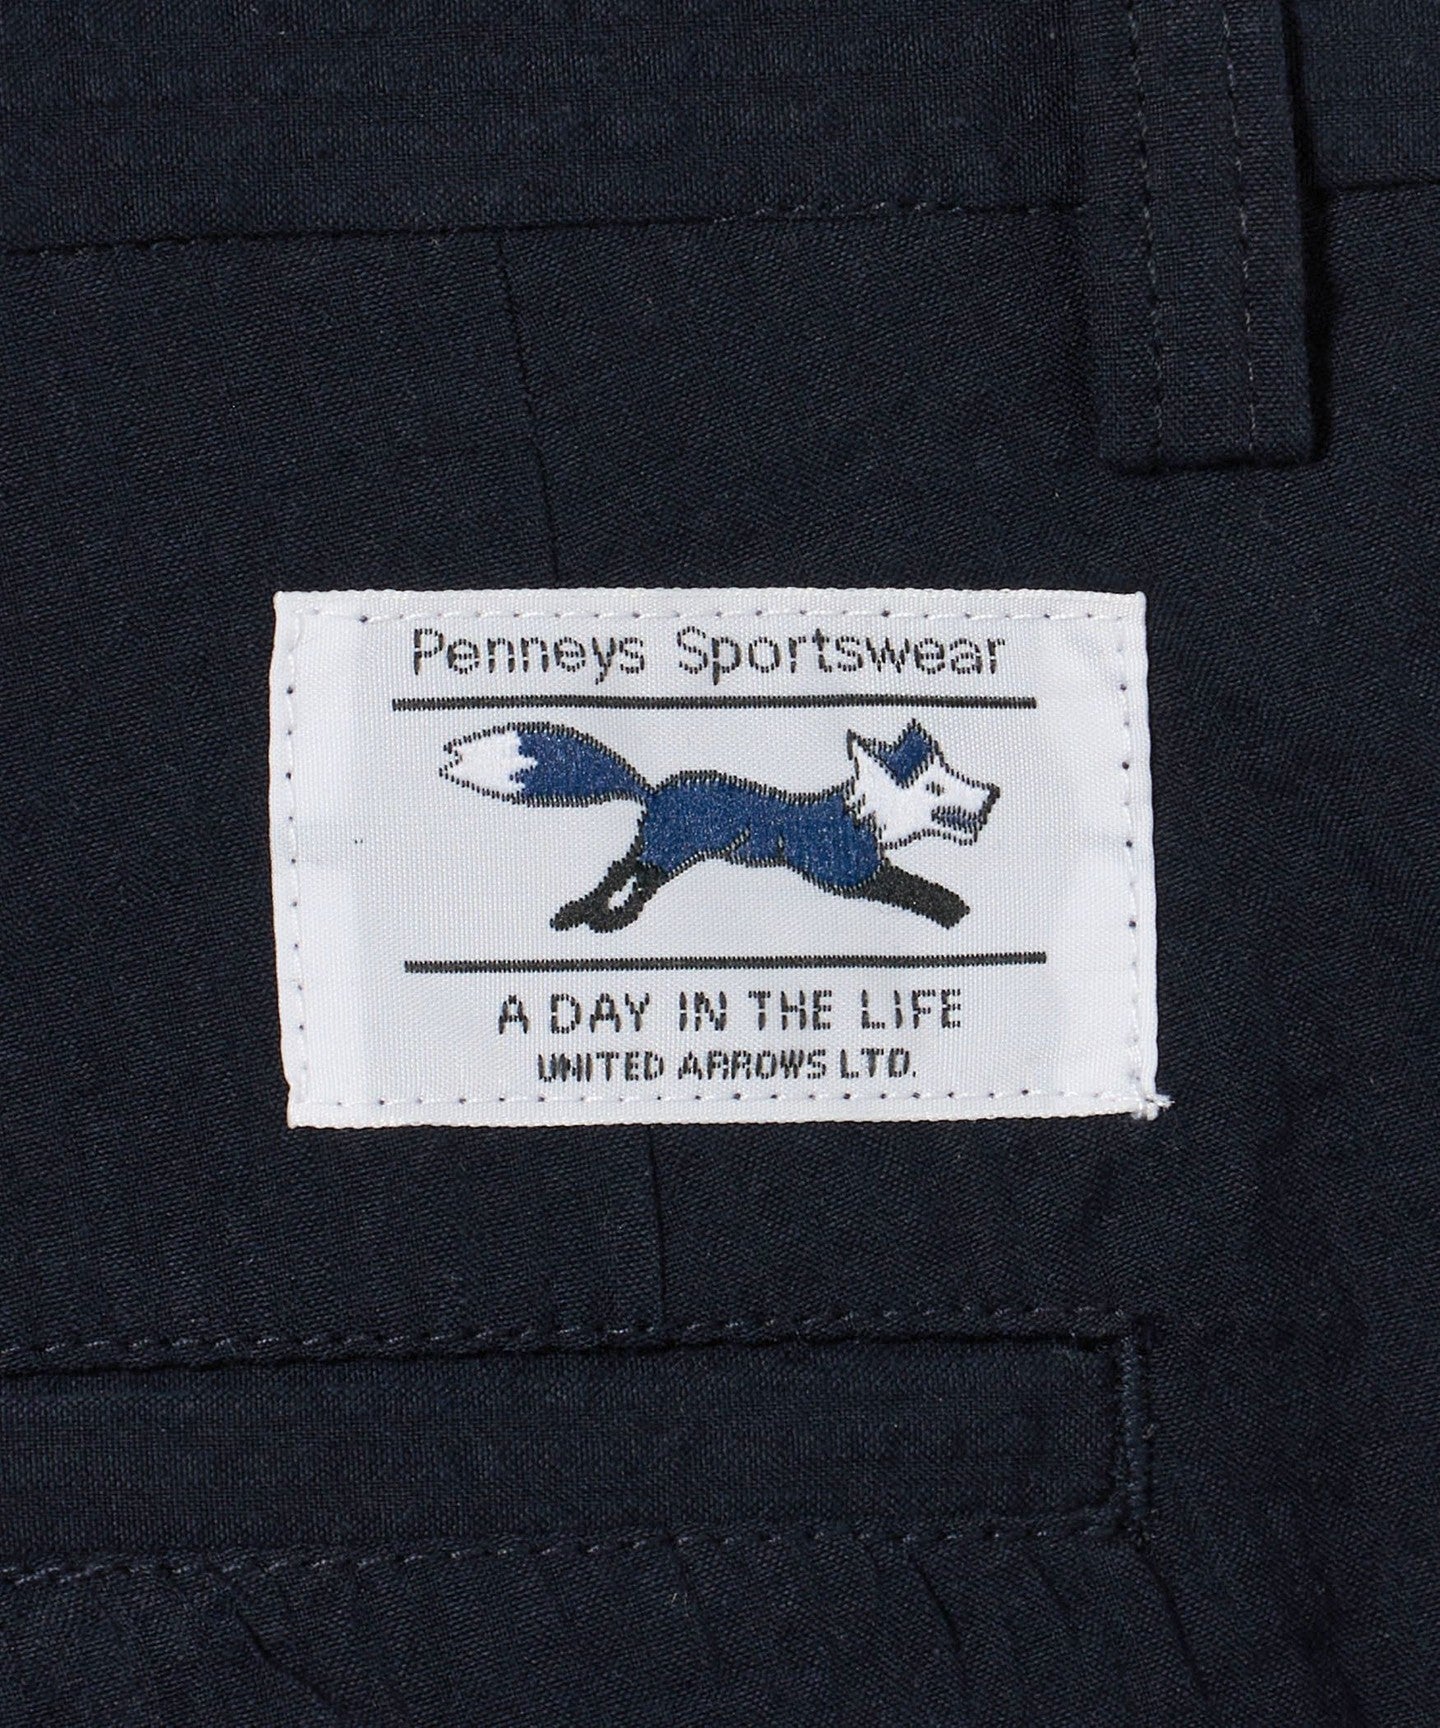 Penneys Sportswear
A DAY IN THE LIFE
UNITED ARROWS LTD.